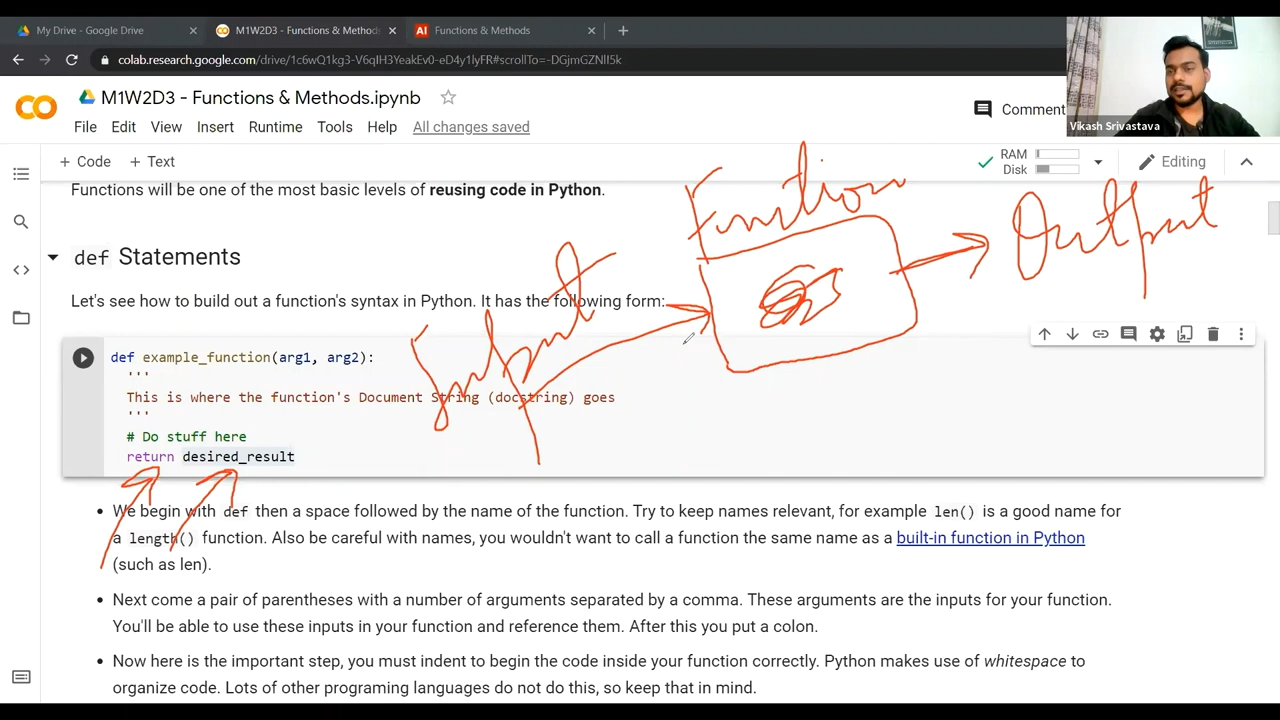 My Drive - Google Drive
M1W2D3 - Functions & Method
Functions & Methods
colab.research.google.com/drive/1c6wQ1kg3-V6qIH3YeakEv0-eD4y1lyFR#scrollTo=-DGjmGZNlI5k
M1W2D3 - Functions & Methods.ipynb
File Edit View Insert Runtime Tools Help All changes saved
Comment
Vikash Srivastava
+ Code + Text
RAM
Disk
Editing
Functions will be one of the most basic levels of reusing code in Python.
Function
Output
def Statements
Let's see how to build out a function's syntax in Python. It has the following form:
Input
def example_function(arg1, arg2):
'''
This is where the function's Document String (docstring) goes
'''
# Do stuff here
return desired_result
• We begin with def then a space followed by the name of the function. Try to keep names relevant, for example len() is a good name for
a length() function. Also be careful with names, you wouldn't want to call a function the same name as a built-in function in Python
(such as len).
• Next come a pair of parentheses with a number of arguments separated by a comma. These arguments are the inputs for your function.
You'll be able to use these inputs in your function and reference them. After this you put a colon.
• Now here is the important step, you must indent to begin the code inside your function correctly. Python makes use of whitespace to
organize code. Lots of other programing languages do not do this, so keep that in mind.